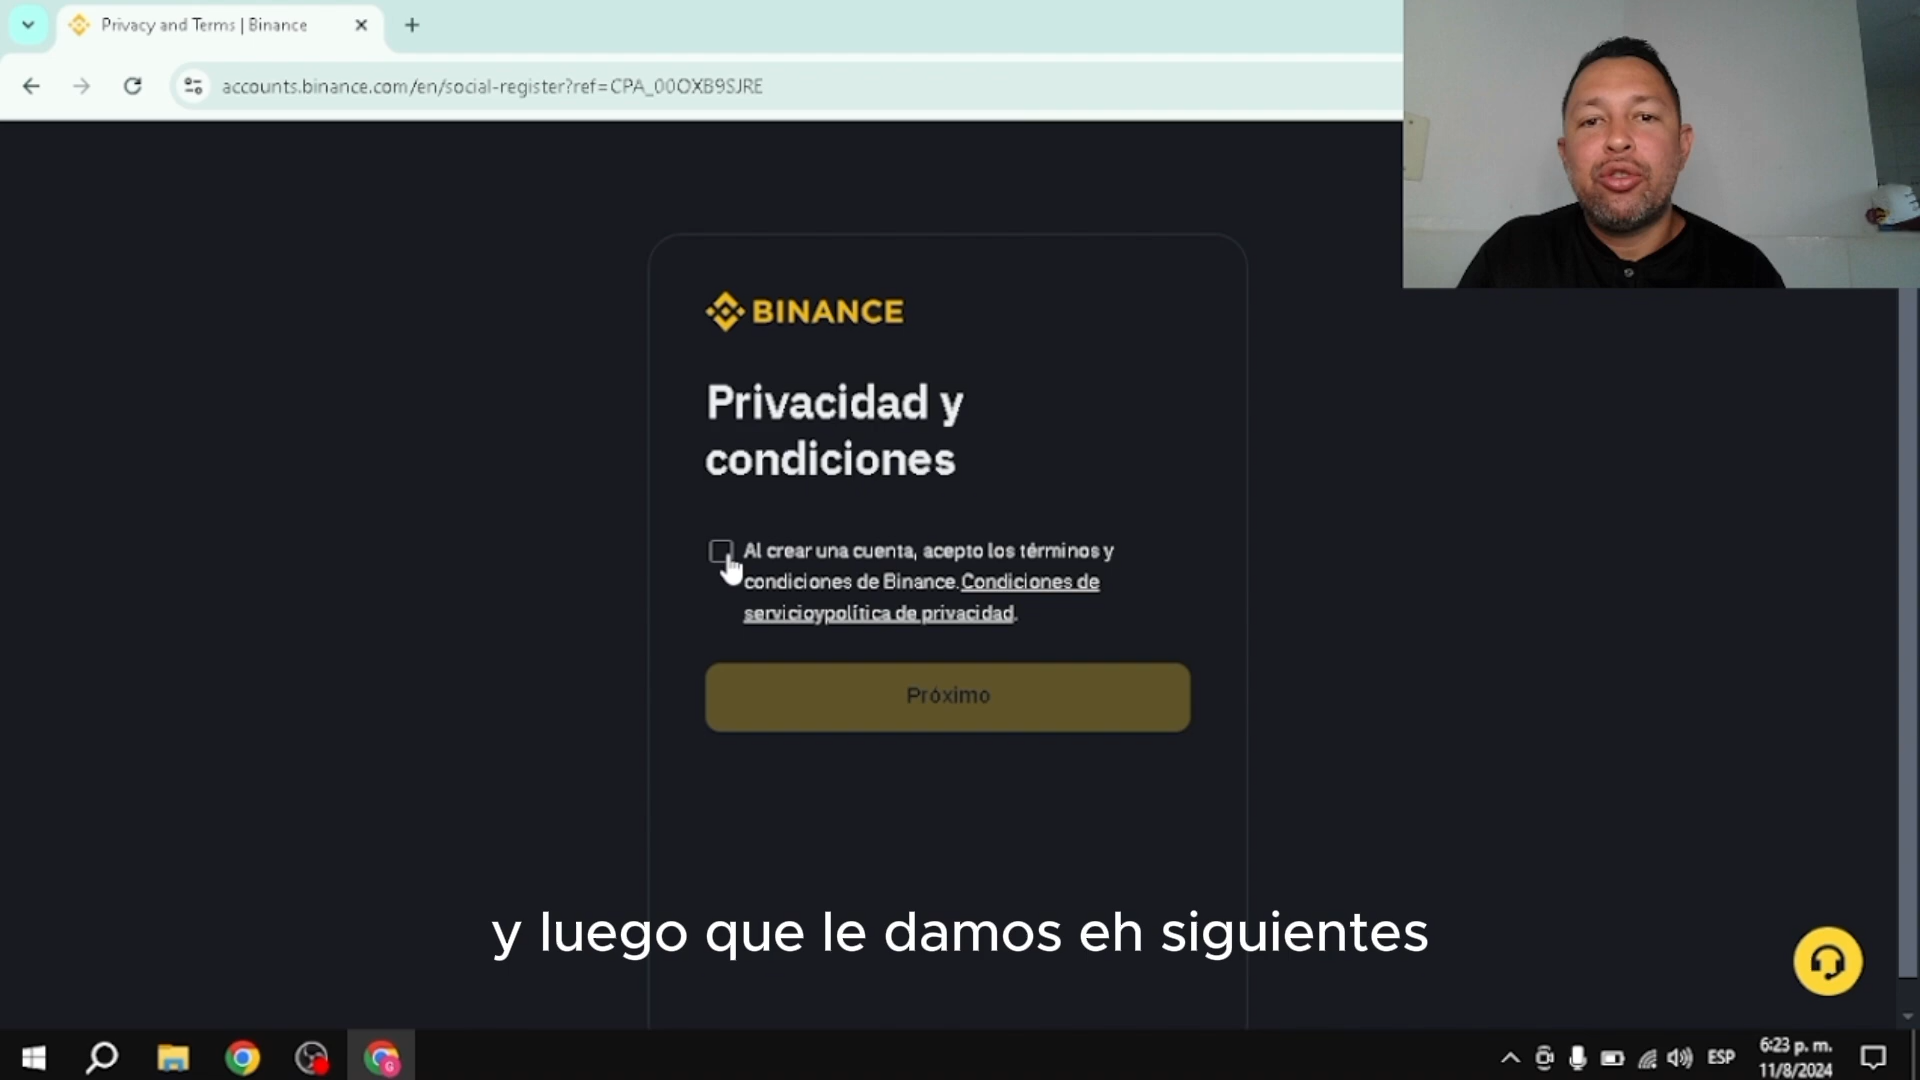 Privacy and Terms | Binance
accounts.binance.com/en/social-register?ref=CPA_00OXB9SJRE
BINANCE
Privacidad y
condiciones
Al crear una cuenta, acepto los términos y
condiciones de Binance.Condiciones de
servicioypolítica de privacidad.
Próximo
y luego que le damos eh siguientes
ESP
6:23 p. m.
11/8/2024